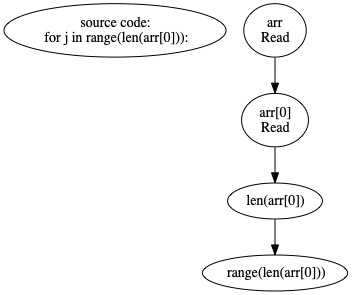 source code:
for j in range(len(arr[0])):
arr
Read
arr[0]
Read
len(arr[0])
range(len(arr[0]))